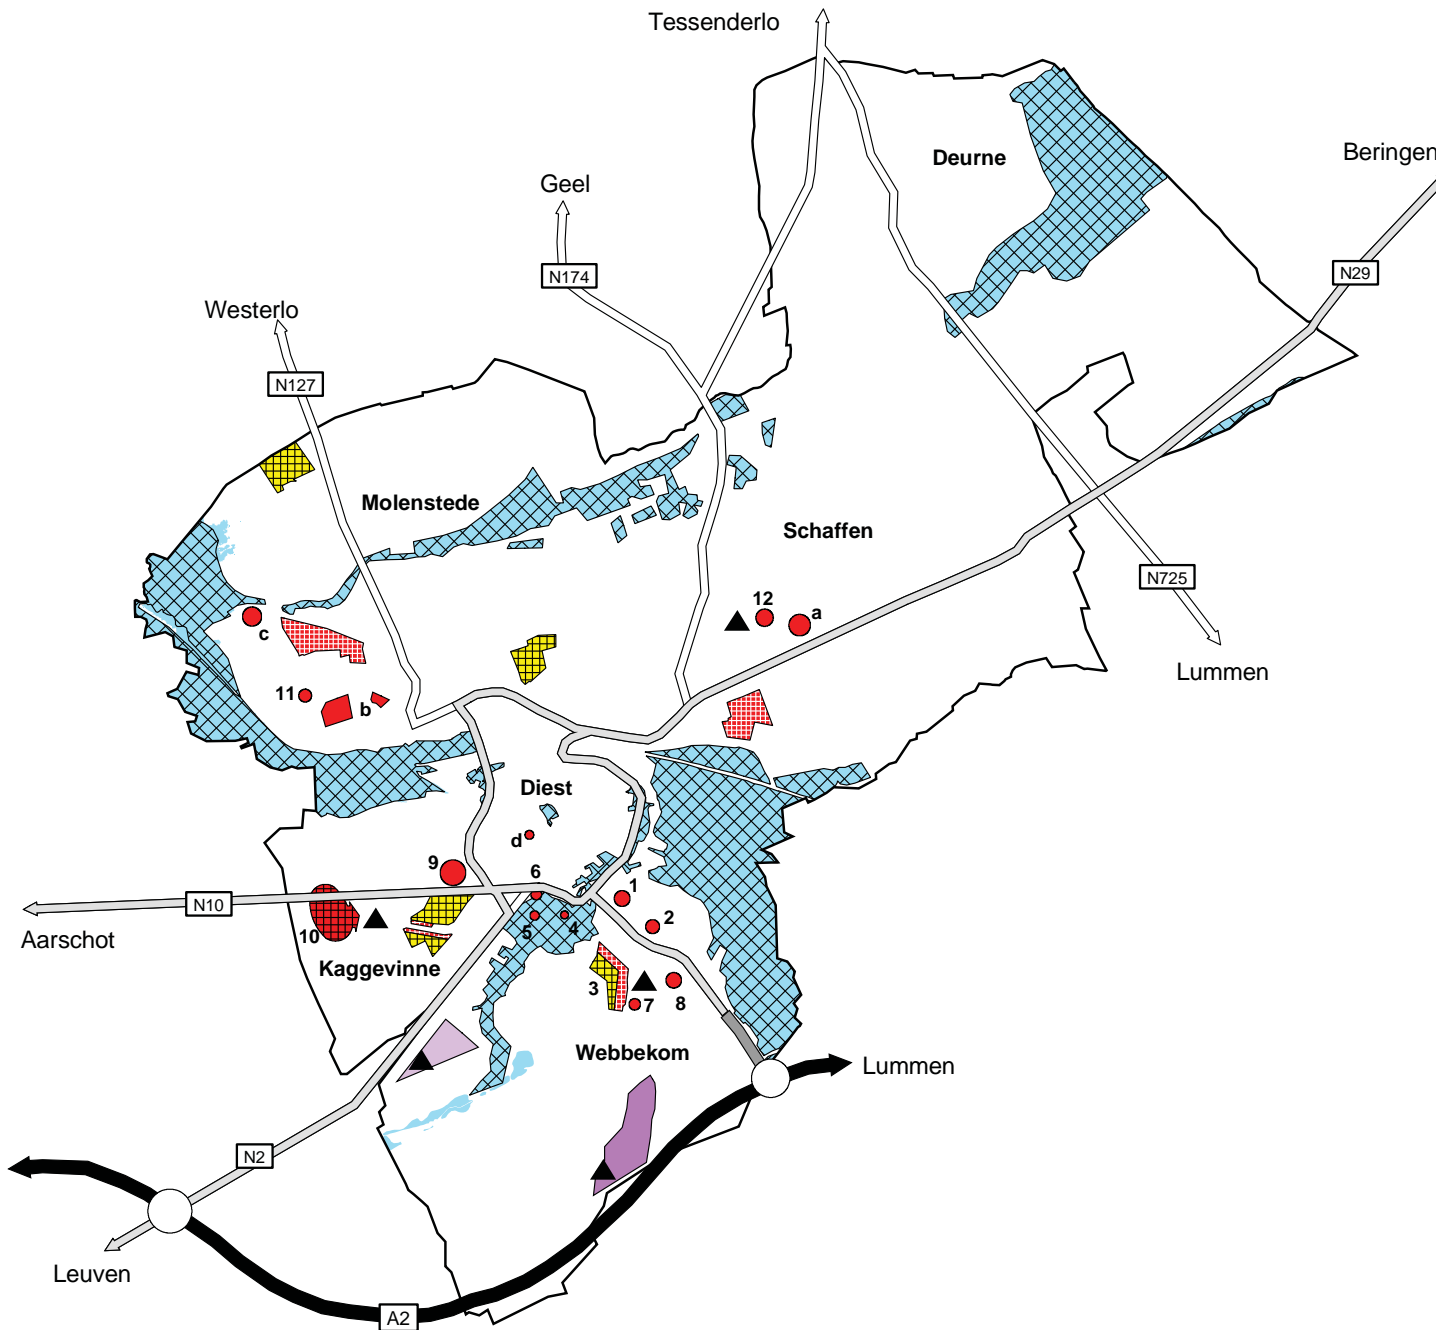 Tessenderlo
Deurne
Beringen
Geel
N174
N29
Westerlo
N127
Molenstede
Schaffen
N725
12
a
c
Lummen
11
b
Diest
d
9
6
1
N10
2
5
4
10
Aarschot
Kaggevinne
3
8
7
Webbekom
Lummen
N2
Leuven
A2